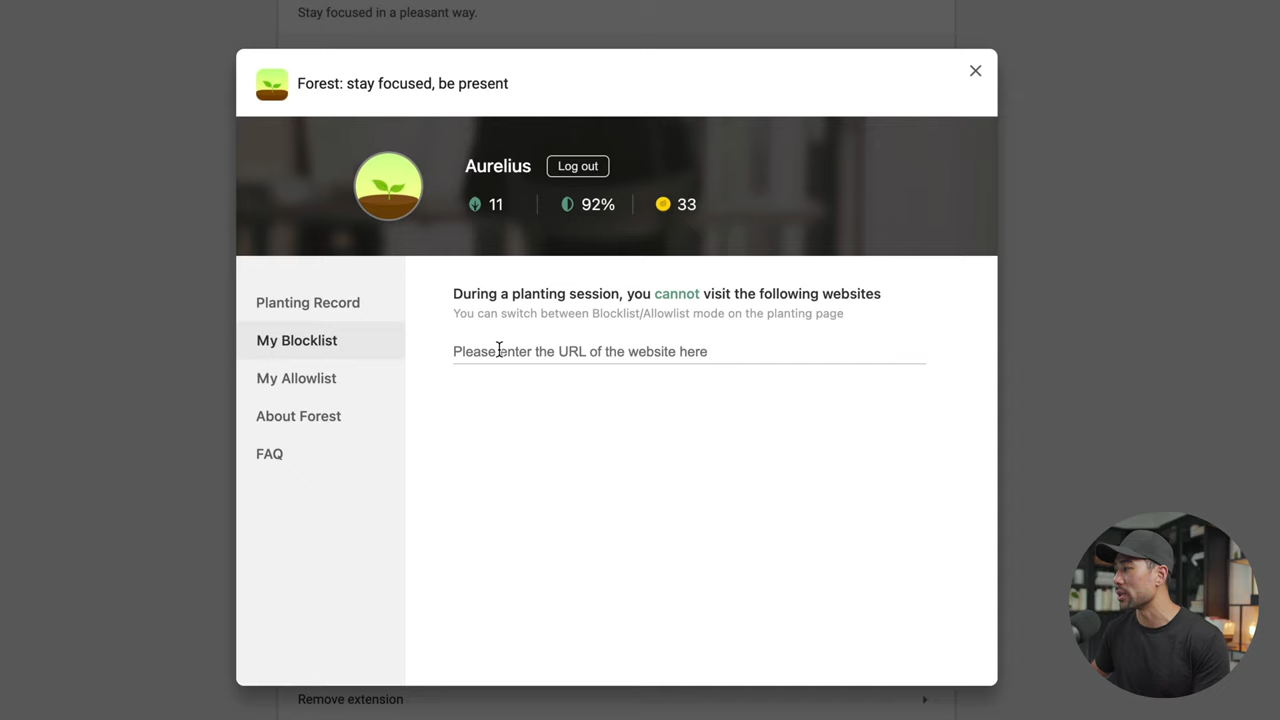 Stay focused in a pleasant way.
Forest: stay focused, be present
Aurelius
Log out
11
92%
33
Planting Record
My Blocklist
My Allowlist
About Forest
FAQ
During a planting session, you cannot visit the following websites
You can switch between Blocklist/Allowlist mode on the planting page
Please enter the URL of the website here
Remove extension